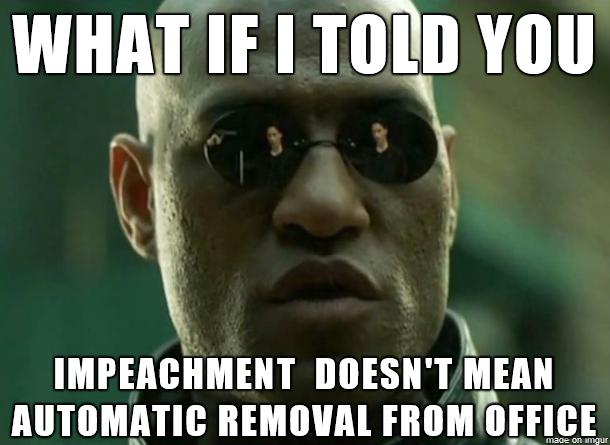 WHAT IF I TOLD YOU
IMPEACHMENT DOESN'T MEAN
AUTOMATIC REMOVAL FROM OFFICE
made on imgur